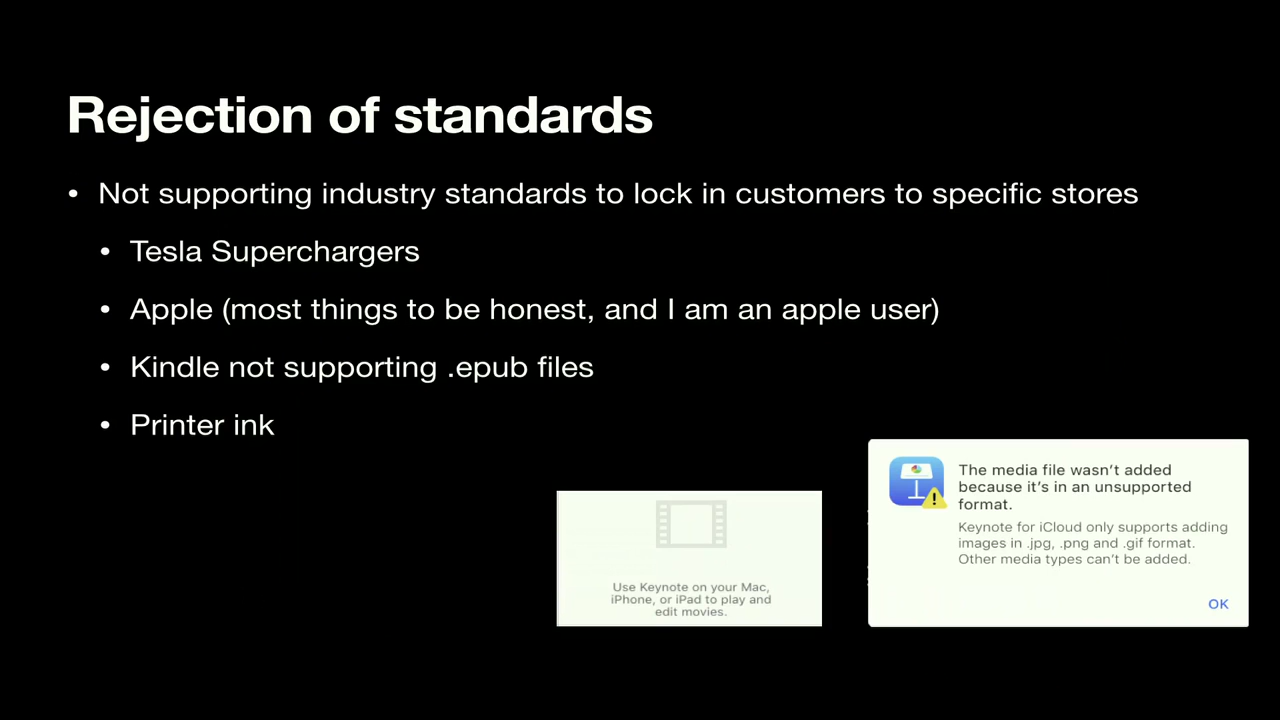 Rejection of standards
• Not supporting industry standards to lock in customers to specific stores
• Tesla Superchargers
• Apple (most things to be honest, and I am an apple user)
• Kindle not supporting .epub files
• Printer ink
Use Keynote on your Mac,
iPhone, or iPad to play and
edit movies.
The media file wasn't added
because it's in an unsupported
format.
Keynote for iCloud only supports adding
images in .jpg, .png and .gif format.
Other media types can't be added.
OK